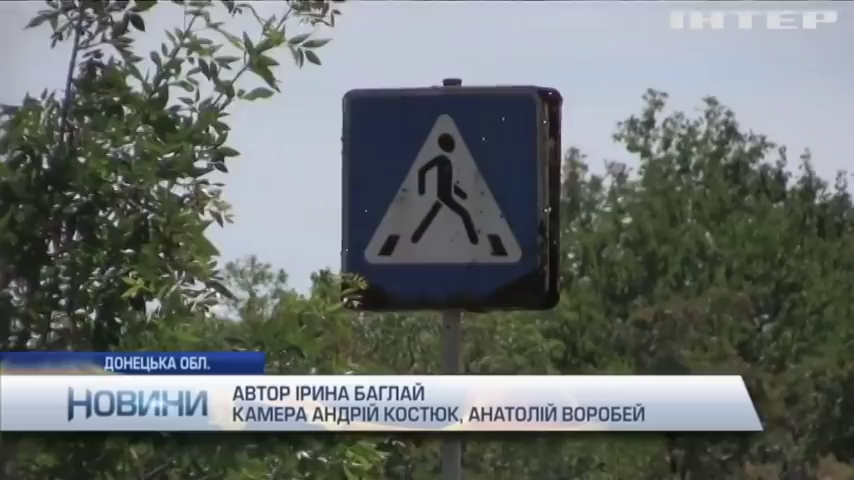 ІНТЕР
ДОНЕЦЬКА ОБЛ.
НОВИНИ
АВТОР ІРИНА БАГЛАЙ
КАМЕРА АНДРІЙ КОСТЮК, АНАТОЛІЙ ВОРОБЕЙ